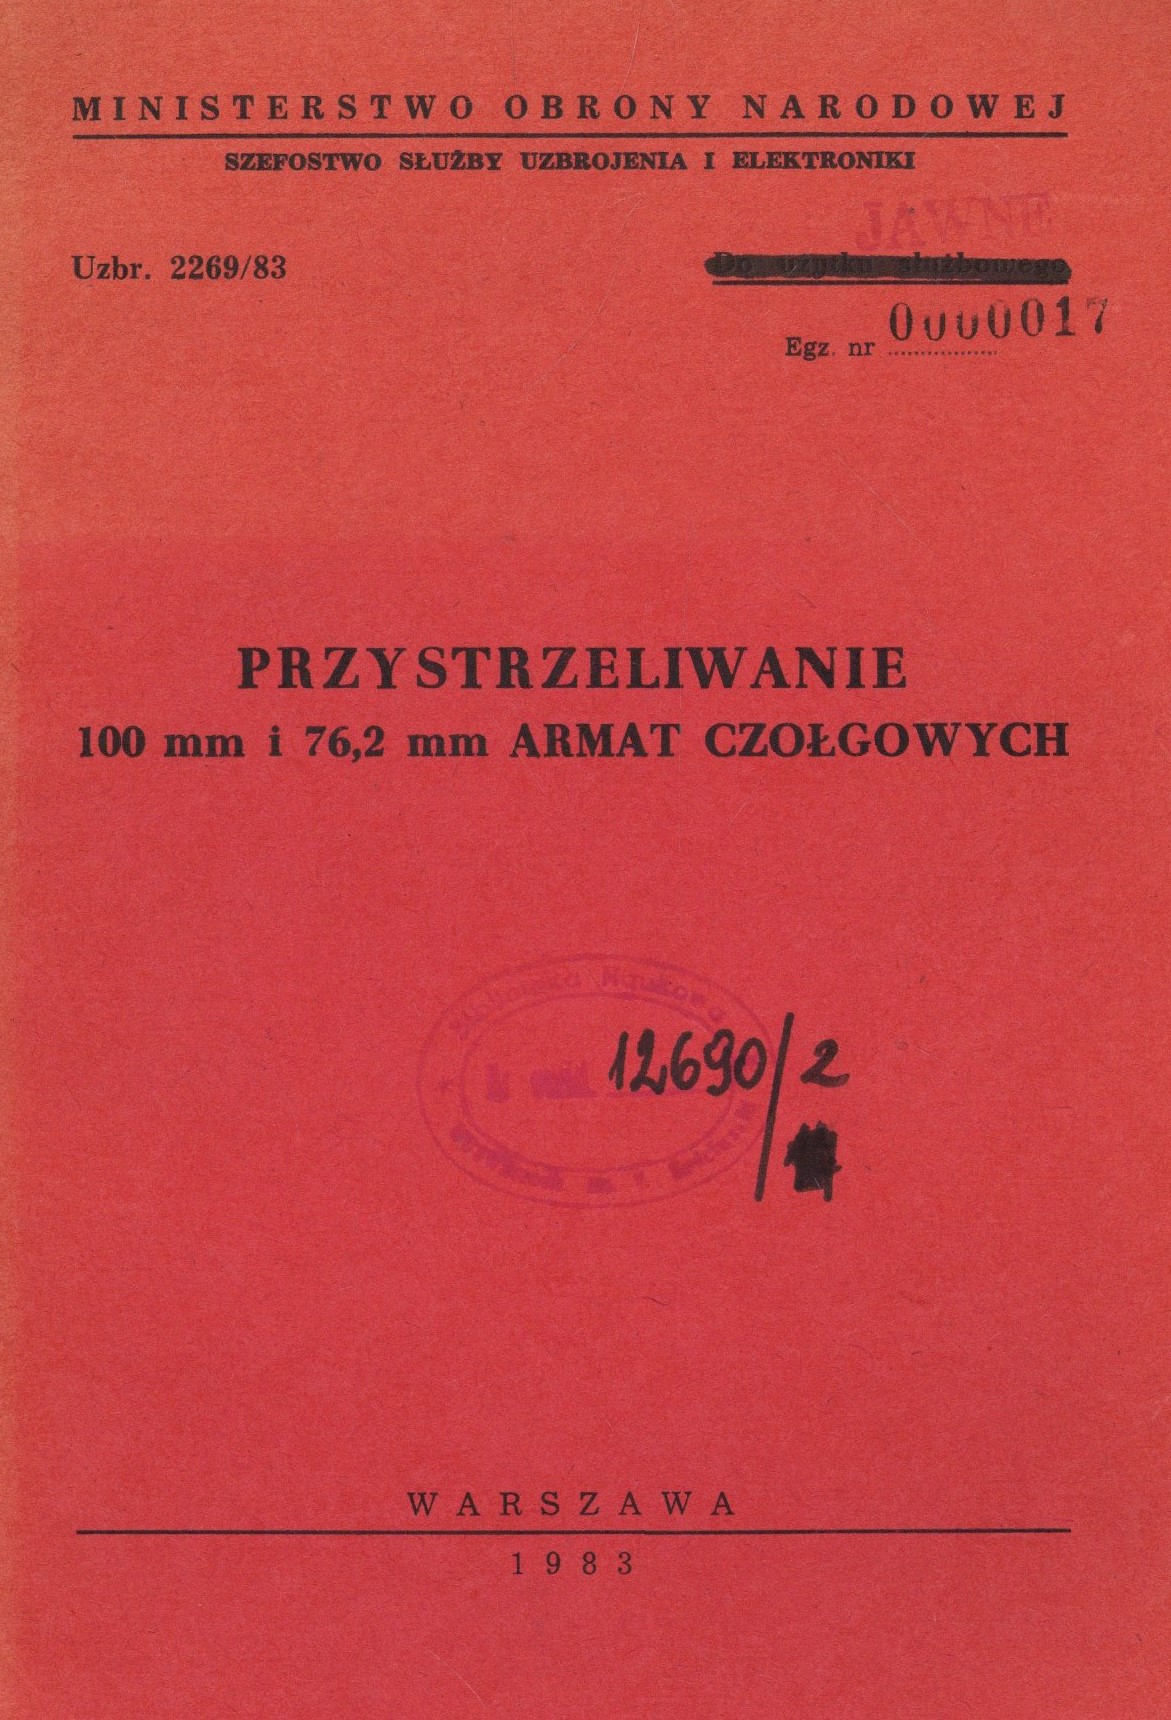 MINISTERSTWO OBRONY NARODOWEJ
SZEFOSTWO SŁUŻBY UZBROJENIA I ELEKTRONIKI
JAWNE
Uzbr. 2269/83
Do użytku służbowego
Egz. nr 0000017
PRZYSTRZELIWANIE
100 mm i 76,2 mm ARMAT CZOŁGOWYCH
Naukowa
12690/2
WARSZAWA
1983